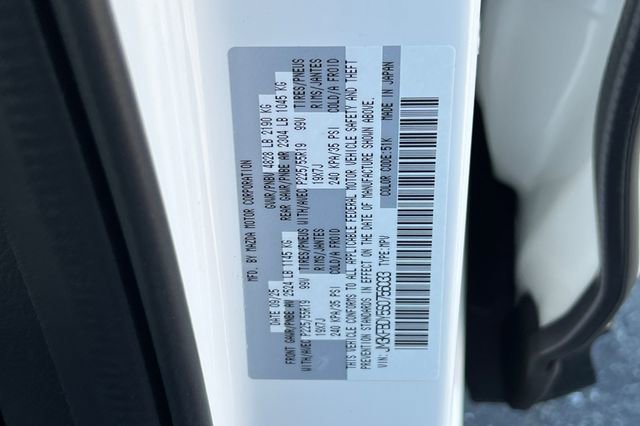 MFD. BY MAZDA MOTOR CORPORATION
DATE 09/25 GVWR/PNBV 4828 LB 2190 KG
FRONT GAWR/PNBE AV 2524 LB 1145 KG REAR GAWR/PNBE AR 2004 LB 1045 KG
WITH/AVEC P225/55R19 99V TIRES/PNEUS WITH/AVEC P225/55R19 99V TIRES/PNEUS
19X7J RIMS/JANTES 19X7J RIMS/JANTES
240 KPA/35 PSI COLD/A FROID 240 KPA/35 PSI COLD/A FROID
THIS VEHICLE CONFORMS TO ALL APPLICABLE FEDERAL MOTOR VEHICLE SAFETY AND THEFT
PREVENTION STANDARDS IN EFFECT ON THE DATE OF MANUFACTURE SHOWN ABOVE.
VIN: TYPE:MPV COLOR CODE:51K MADE IN JAPAN